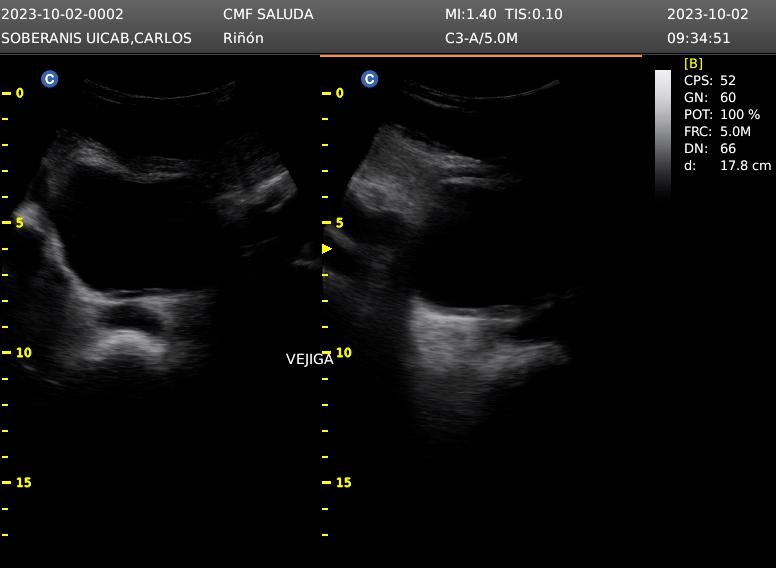 2023-10-02-0002 CMF SALUDA MI:1.40 TIS:0.10 2023-10-02
SOBERANIS UICAB,CARLOS Riñón C3-A/5.0M 09:34:51
[B]
C C
0 0
CPS: 52
GN: 60
POT: 100 %
FRC: 5.0M
DN: 66
d: 17.8 cm
5 5
VEJIGA
10 10
15 15